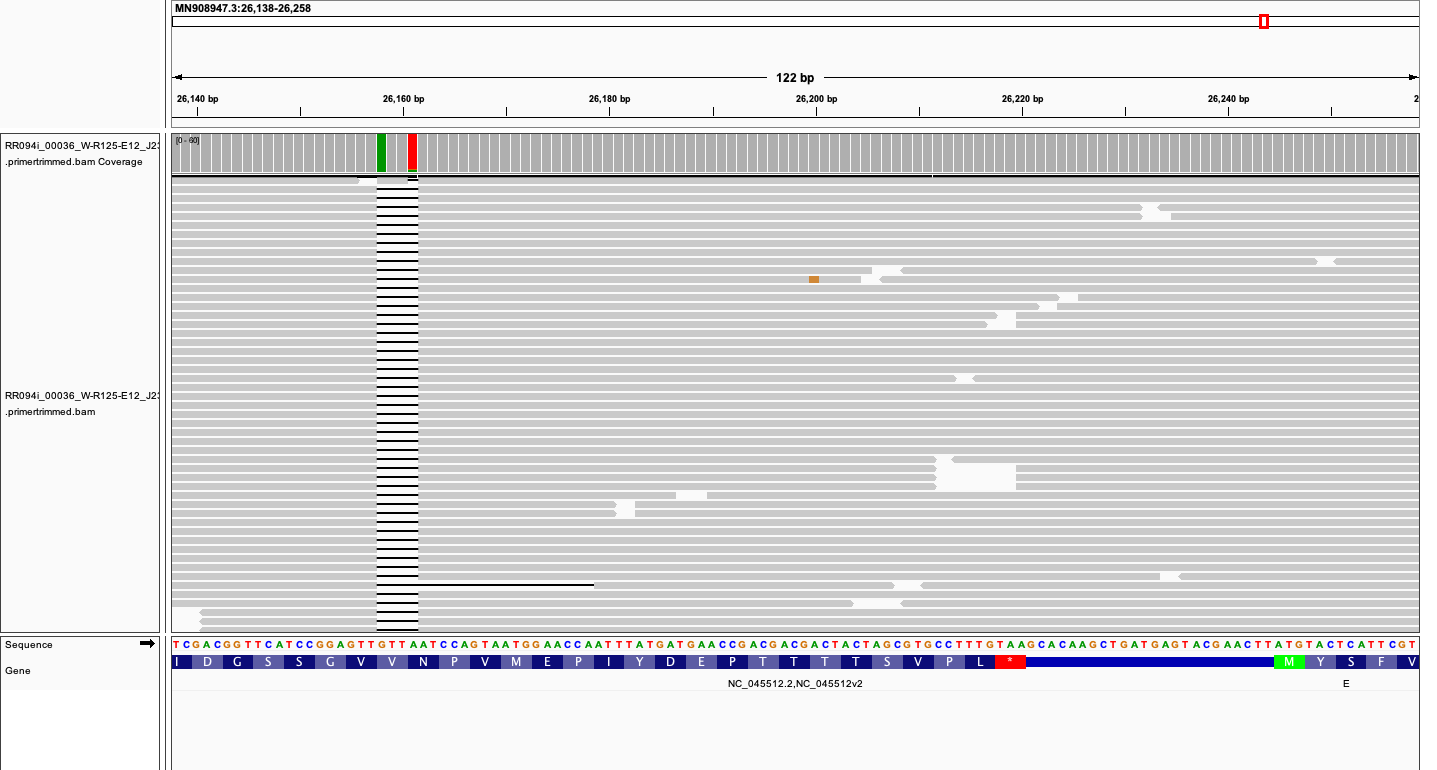 MN908947.3:26,138-26,258
122 bp
26,140 bp 26,160 bp 26,180 bp 26,200 bp 26,220 bp 26,240 bp 2
RR094i_00036_W-R125-E12_J23
.primertrimmed.bam Coverage
[0 - 60]
RR094i_00036_W-R125-E12_J23
.primertrimmed.bam
Sequence
TCGACGGTTCATCCGGAGTTGTTAATCCAGTAATGGAACCAATTTATGATGAACCGACGACGACTACTAGCGTGCCTTTGTAAGCACAAGCTGATGAGTACGAACTTATGTACTCATTCGT
Gene
I D G S S G V V N P V M E P I Y D E P T T T T S V P L * M Y S F V
NC_045512.2,NC_045512v2 E